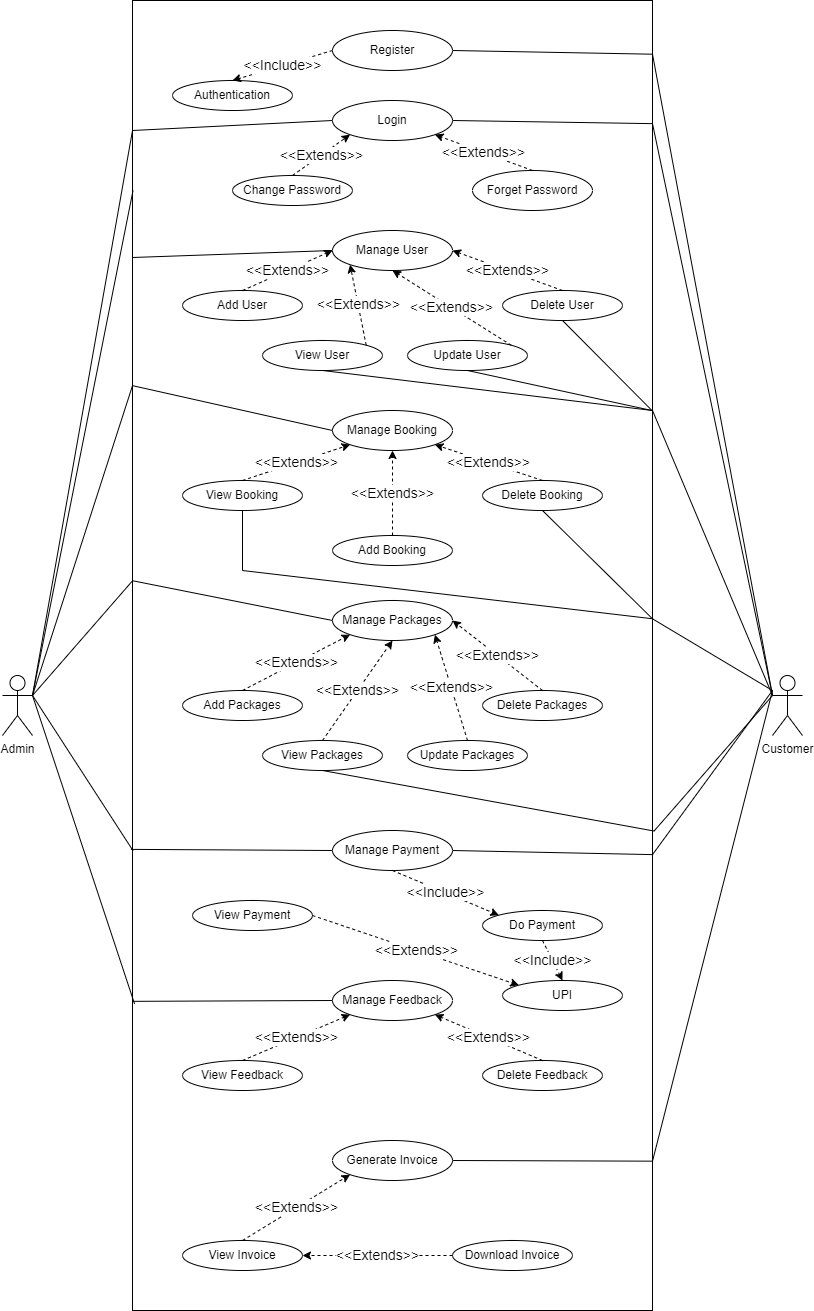 Register
<<Include>>
Authentication
Login
<<Extends>>
<<Extends>>
Change Password
Forget Password
Manage User
<<Extends>>
<<Extends>>
Add User
<<Extends>>
<<Extends>>
Delete User
View User
Update User
Manage Booking
<<Extends>>
<<Extends>>
View Booking
<<Extends>>
Delete Booking
Add Booking
Manage Packages
<<Extends>>
<<Extends>>
<<Extends>>
<<Extends>>
Add Packages
Delete Packages
Admin
Customer
View Packages
Update Packages
Manage Payment
<<Include>>
View Payment
Do Payment
<<Extends>>
<<Include>>
UPI
Manage Feedback
<<Extends>>
<<Extends>>
View Feedback
Delete Feedback
Generate Invoice
<<Extends>>
View Invoice
<<Extends>>
Download Invoice